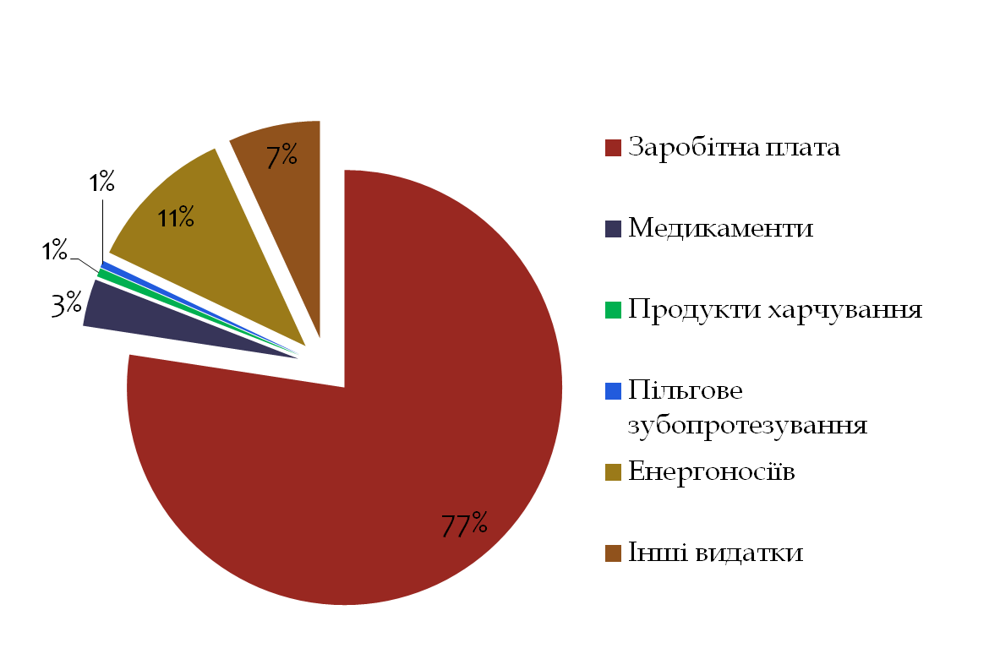 7%
1%
11%
1%
3%
77%
Заробітна плата
Медикаменти
Продукти харчування
Пільгове
зубопротезування
Енергоносіїв
Інші видатки